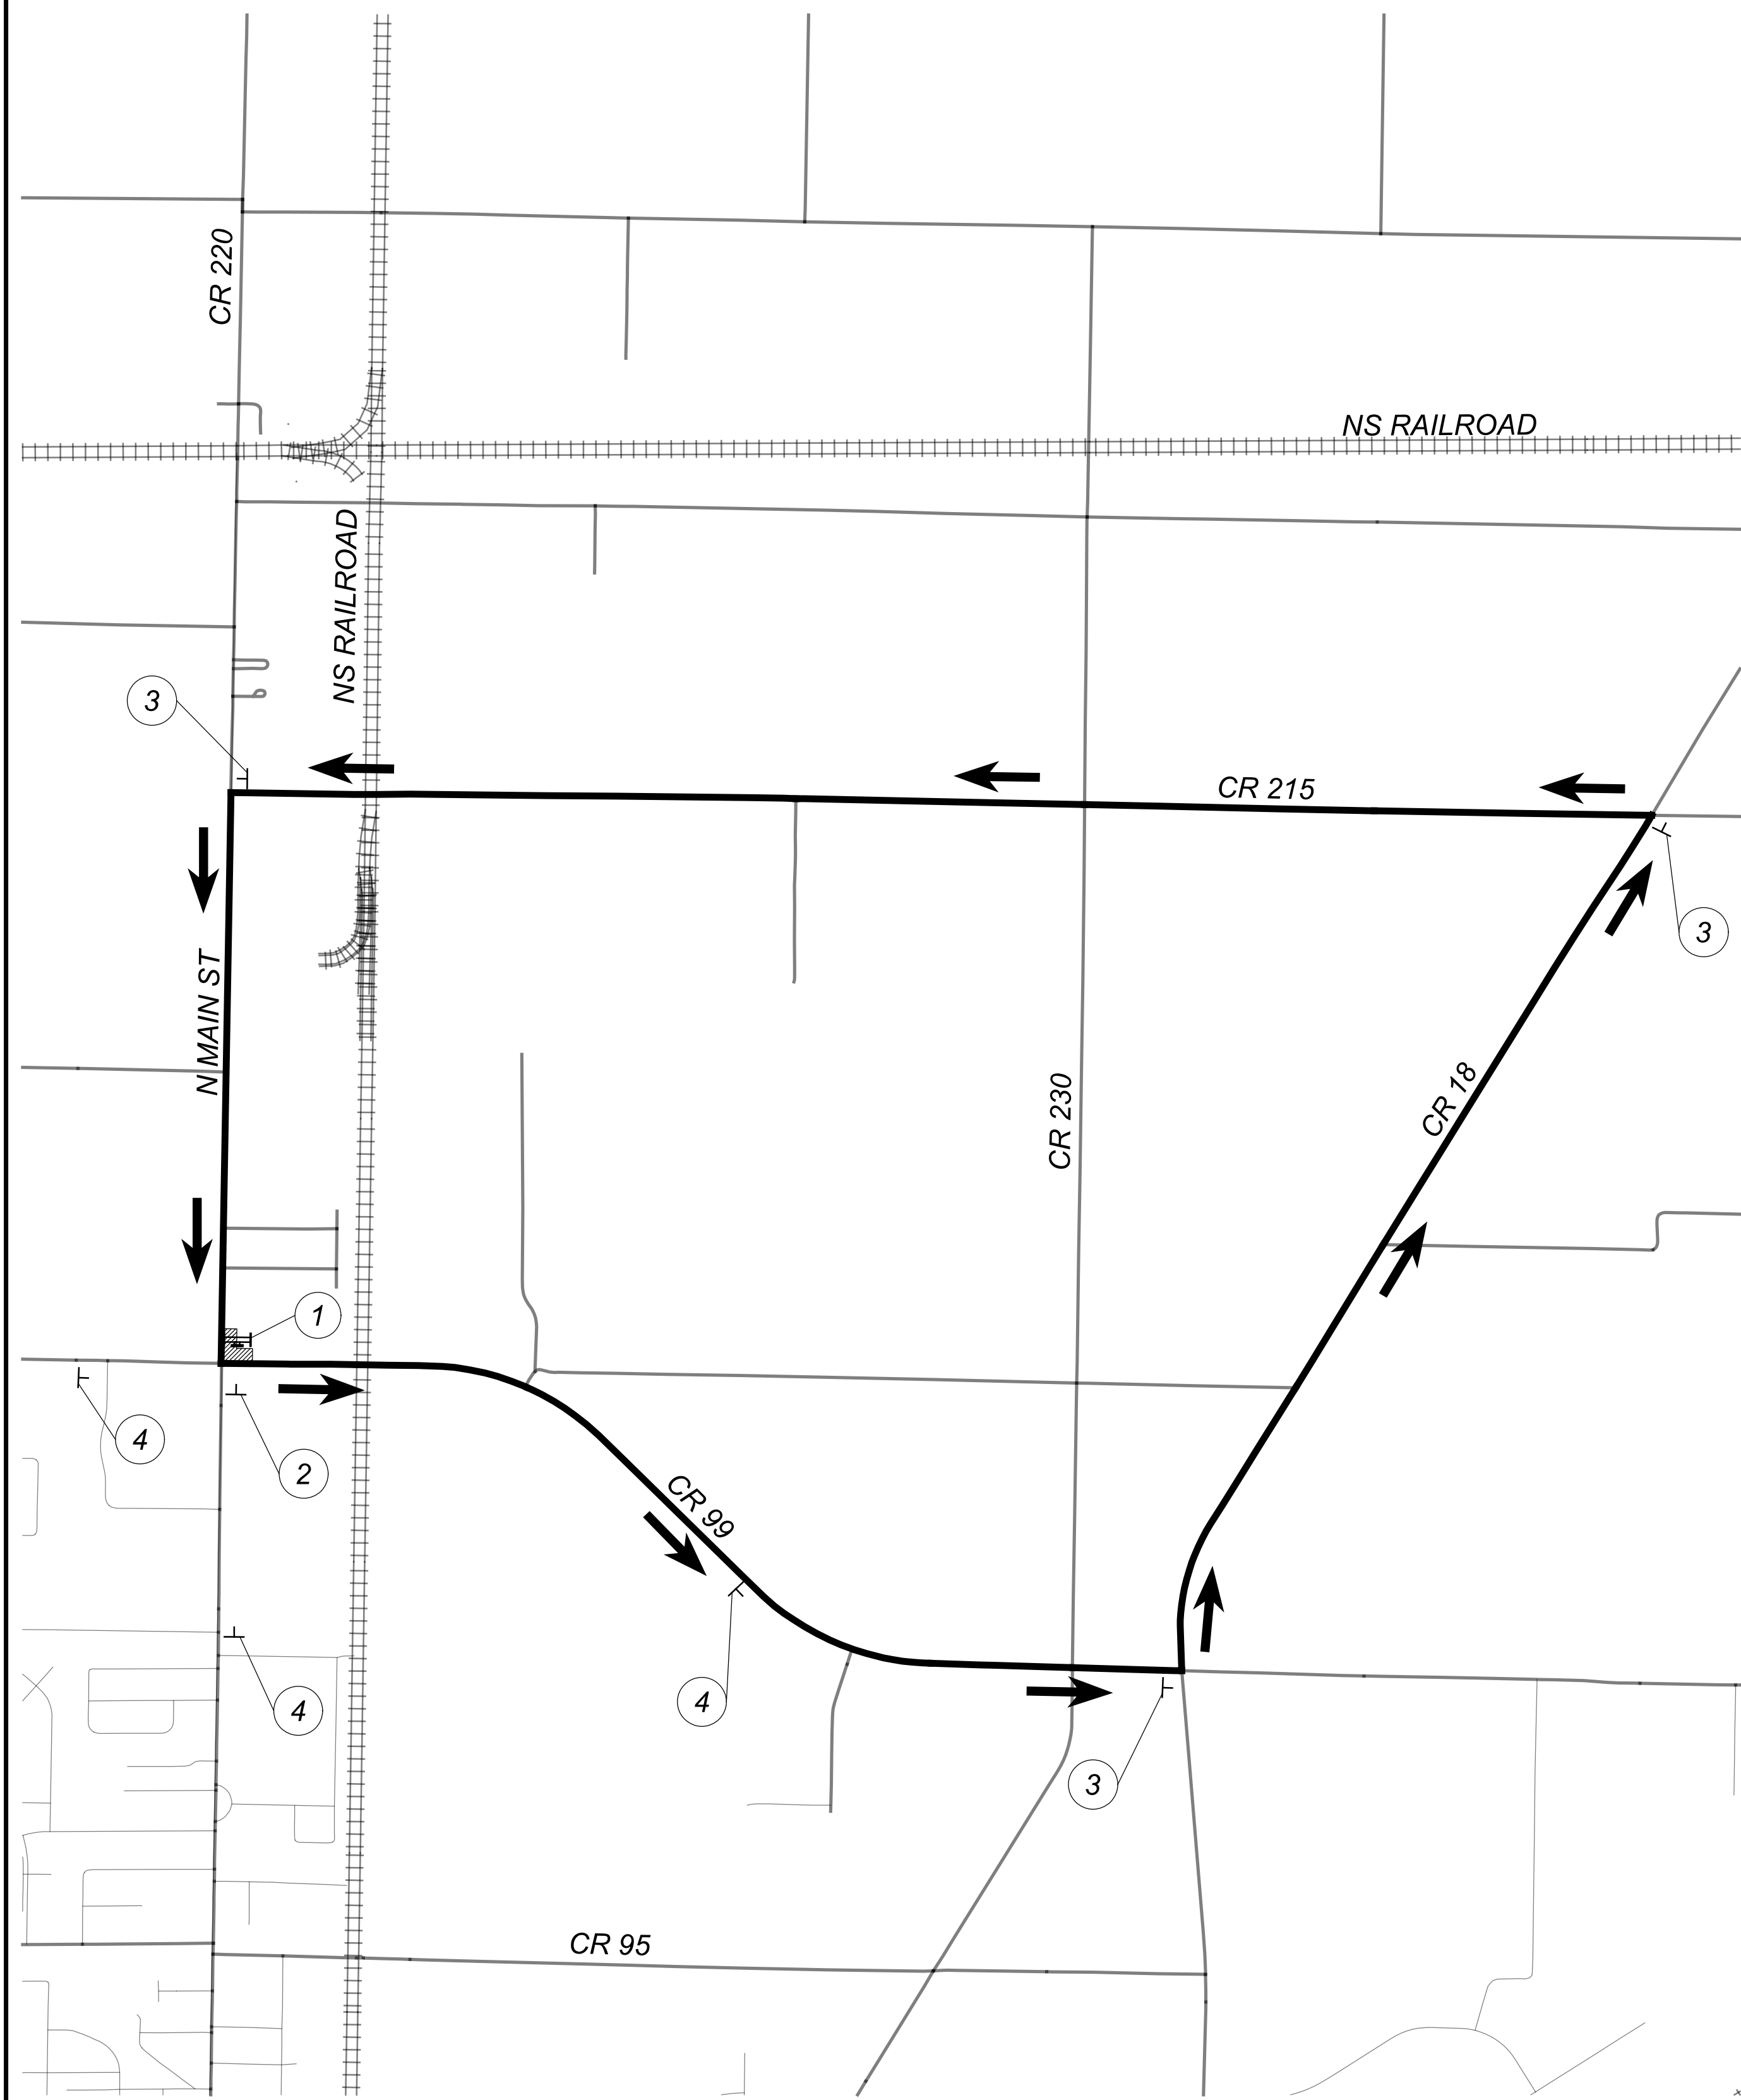 CR 220
NS RAILROAD
NS RAILROAD
3
CR 215
3
N MAIN ST
CR 18
CR 230
1
4
2
CR 99
4
4
3
CR 95